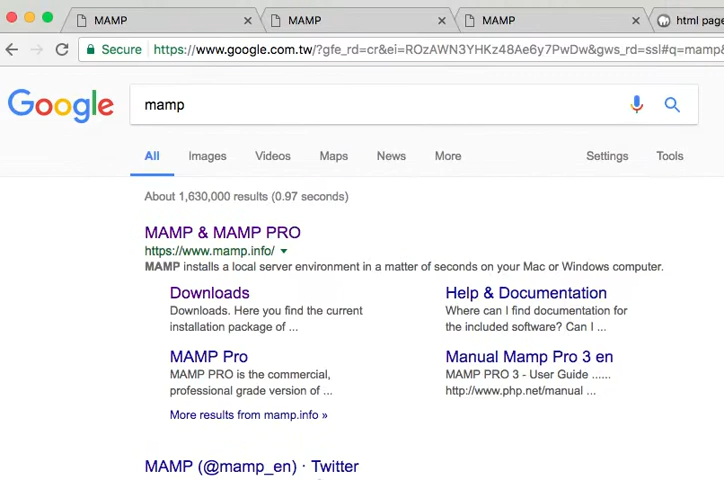 MAMP MAMP MAMP html page
Secure https://www.google.com.tw/?gfe_rd=cr&ei=ROzAWN3YHKz48Ae6y7PwDw&gws_rd=ssl#q=mamp&
Google mamp
All Images Videos Maps News More Settings Tools
About 1,630,000 results (0.97 seconds)
MAMP & MAMP PRO
https://www.mamp.info/
MAMP installs a local server environment in a matter of seconds on your Mac or Windows computer.
Downloads
Downloads. Here you find the current
installation package of ...
Help & Documentation
Where can I find documentation for
the included software? Can I ...
MAMP Pro
MAMP PRO is the commercial,
professional grade version of ...
Manual Mamp Pro 3 en
MAMP PRO 3 - User Guide ......
http://www.php.net/manual ...
More results from mamp.info »
MAMP (@mamp_en) · Twitter